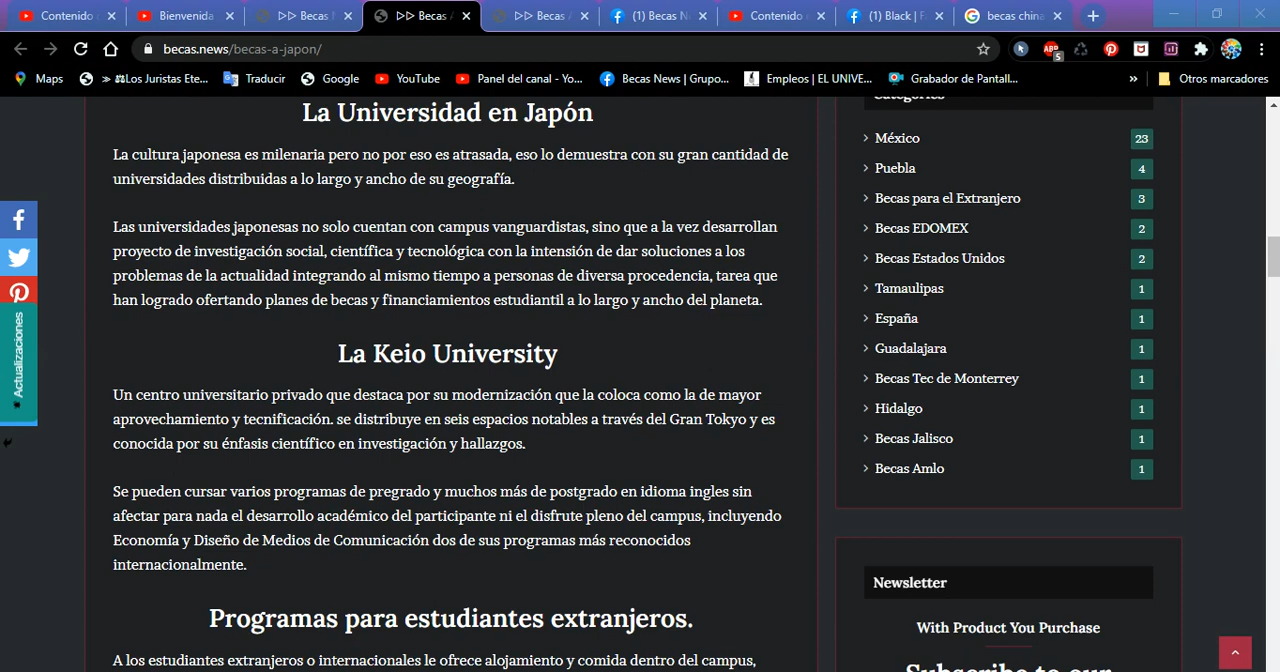 Contenido
Bienvenida
▷▷ Becas
▷▷ Becas
▷▷ Becas
(1) Becas N
Contenido
(1) Black | F
becas china
becas.news/becas-a-japon/
Maps
» ⚖Los Juristas Ete...
Traducir
Google
YouTube
Panel del canal - Yo...
Becas News | Grupo...
Empleos | EL UNIVE...
Grabador de Pantall...
»
Otros marcadores
ABP
5
La Universidad en Japón
La cultura japonesa es milenaria pero no por eso es atrasada, eso lo demuestra con su gran cantidad de
universidades distribuidas a lo largo y ancho de su geografía.
Las universidades japonesas no solo cuentan con campus vanguardistas, sino que a la vez desarrollan
proyecto de investigación social, científica y tecnológica con la intensión de dar soluciones a los
problemas de la actualidad integrando al mismo tiempo a personas de diversa procedencia, tarea que
han logrado ofertando planes de becas y financiamientos estudiantil a lo largo y ancho del planeta.
La Keio University
Un centro universitario privado que destaca por su modernización que la coloca como la de mayor
aprovechamiento y tecnificación. se distribuye en seis espacios notables a través del Gran Tokyo y es
conocida por su énfasis científico en investigación y hallazgos.
Se pueden cursar varios programas de pregrado y muchos más de postgrado en idioma ingles sin
afectar para nada el desarrollo académico del participante ni el disfrute pleno del campus, incluyendo
Economía y Diseño de Medios de Comunicación dos de sus programas más reconocidos
internacionalmente.
Programas para estudiantes extranjeros.
A los estudiantes extranjeros o internacionales le ofrece alojamiento y comida dentro del campus,
Actualizaciones
Categories
México 23
Puebla 4
Becas para el Extranjero 3
Becas EDOMEX 2
Becas Estados Unidos 2
Tamaulipas 1
España 1
Guadalajara 1
Becas Tec de Monterrey 1
Hidalgo 1
Becas Jalisco 1
Becas Amlo 1
Newsletter
With Product You Purchase
Subscribe to our